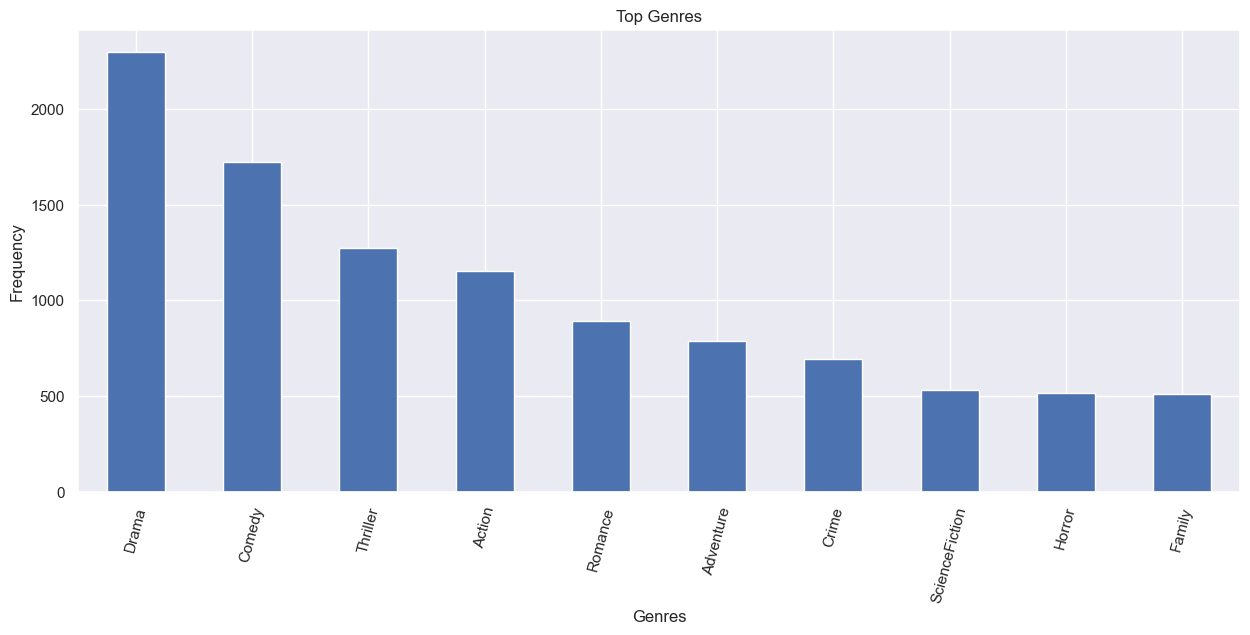 Top Genres
Frequency
2000
1500
1000
500
0
Drama
Comedy
Thriller
Action
Romance
Adventure
Crime
ScienceFiction
Horror
Family
Genres